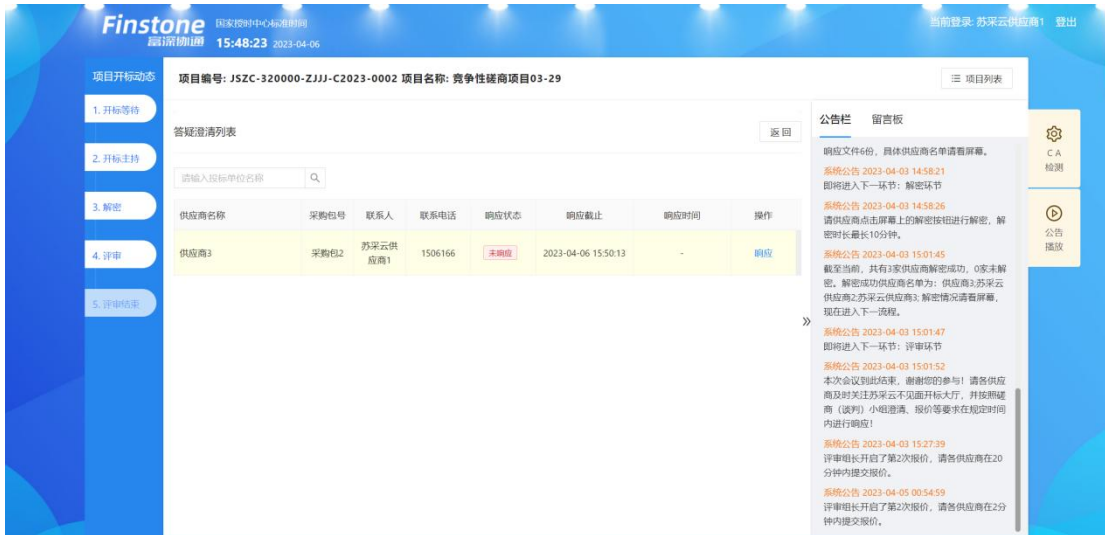 Finstone
富深协通
国家授时中心标准时间
15:48:23 2023-04-06
当前登录: 苏采云供应商1 登出
项目开标动态
1. 开标等待
2. 开标主持
3. 解密
4. 评审
5. 评审结束
项目编号: JSZC-320000-ZJJJ-C2023-0002 项目名称: 竞争性磋商项目03-29
项目列表
答疑澄清列表
返回
请输入投标单位名称
供应商名称 采购包号 联系人 联系电话 响应状态 响应截止 响应时间 操作
供应商3 采购包2 苏采云供应商1 1506166 未响应 2023-04-06 15:50:13 - 响应
»
公告栏 留言板
响应文件6份，具体供应商名单请看屏幕。
系统公告 2023-04-03 14:58:21
即将进入下一环节：解密环节
系统公告 2023-04-03 14:58:26
请供应商点击屏幕上的解密按钮进行解密，解
密时长最长10分钟。
系统公告 2023-04-03 15:01:45
截至当前，共有3家供应商解密成功，0家未解
密。解密成功供应商名单为：供应商3;苏采云
供应商2;苏采云供应商3; 解密情况请看屏幕，
现在进入下一流程。
系统公告 2023-04-03 15:01:47
即将进入下一环节：评审环节
系统公告 2023-04-03 15:01:52
本次会议到此结束，谢谢您的参与！请各供应
商及时关注苏采云不见面开标大厅，并按照磋
商（谈判）小组澄清、报价等要求在规定时间
内进行响应！
系统公告 2023-04-03 15:27:39
评审组长开启了第2次报价，请各供应商在20
分钟内提交报价。
系统公告 2023-04-05 00:54:59
评审组长开启了第2次报价，请各供应商在2分
钟内提交报价。
CA
检测
公告
播放